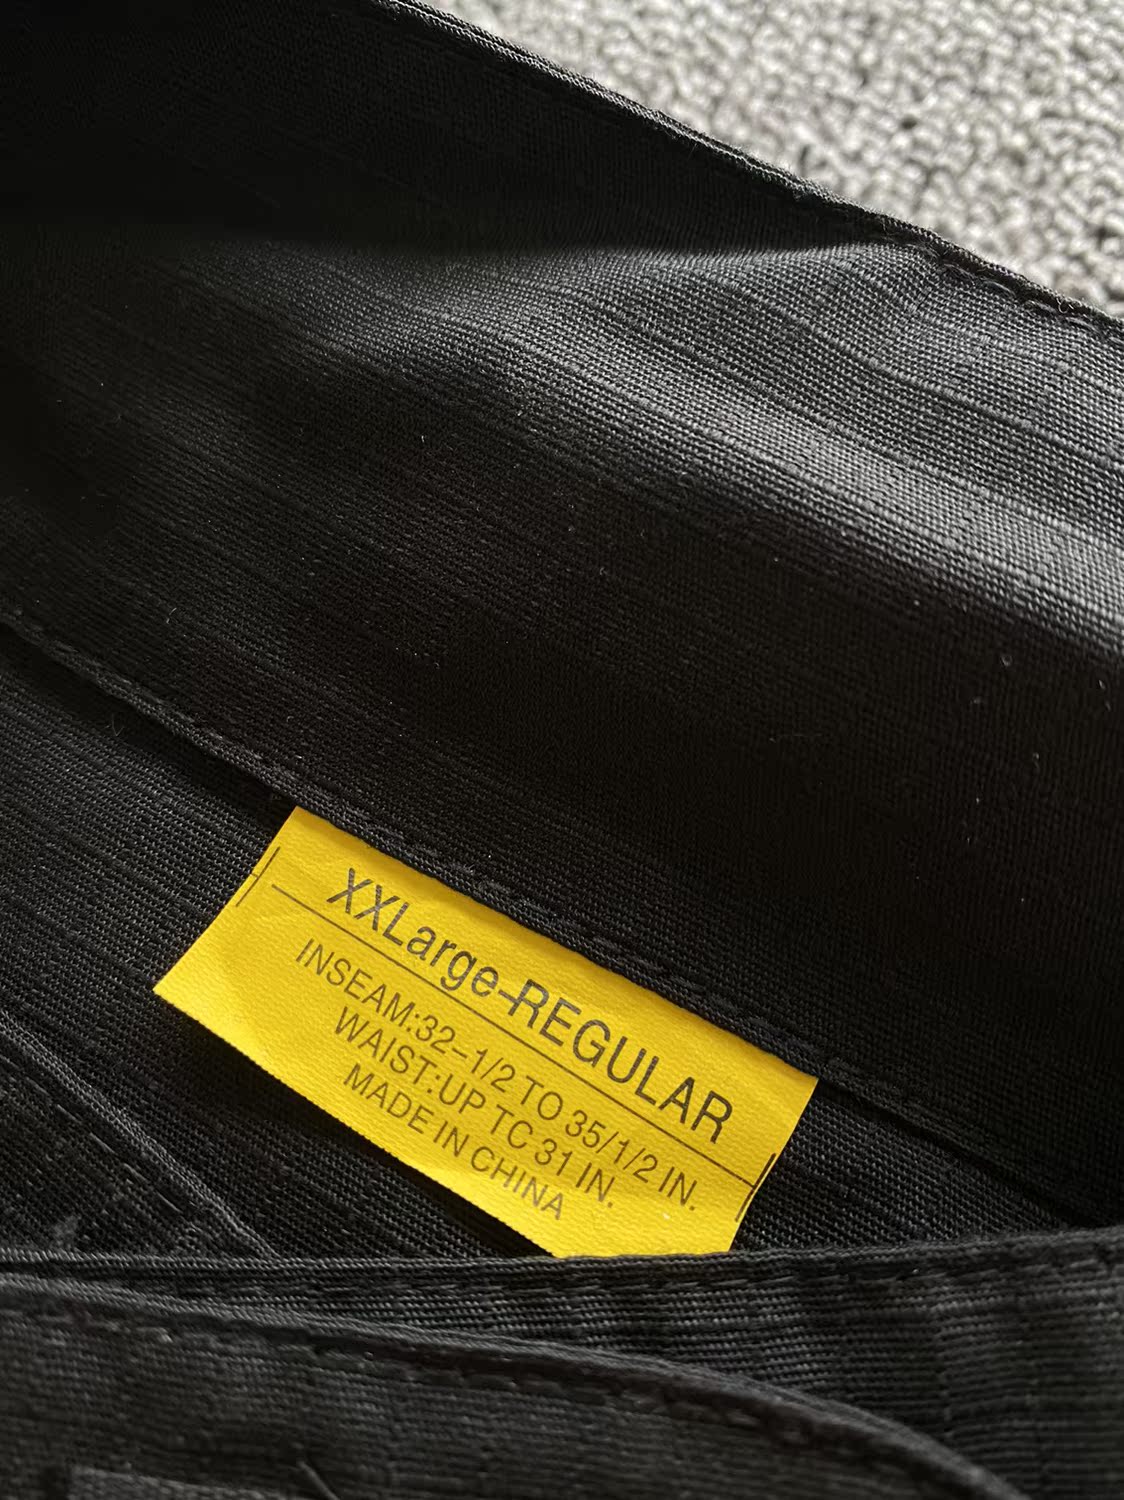 XXLarge-REGULAR
INSEAM:32-1/2 TO 35/1/2 IN.
WAIST:UP TC 31 IN.
MADE IN CHINA